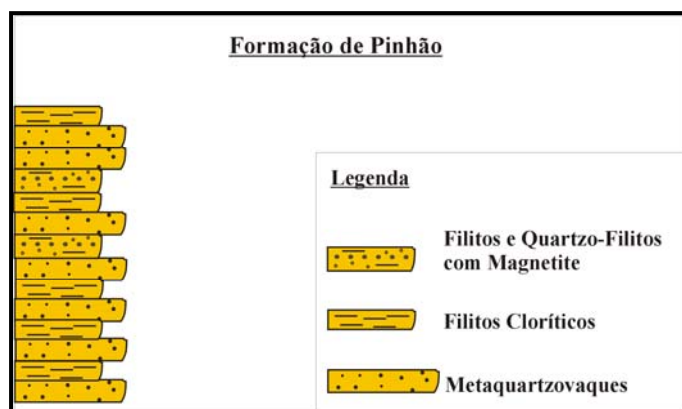 Formação de Pinhão
Legenda
Filitos e Quartzo-Filitos
com Magnetite
Filitos Cloríticos
Metaquartzovaques